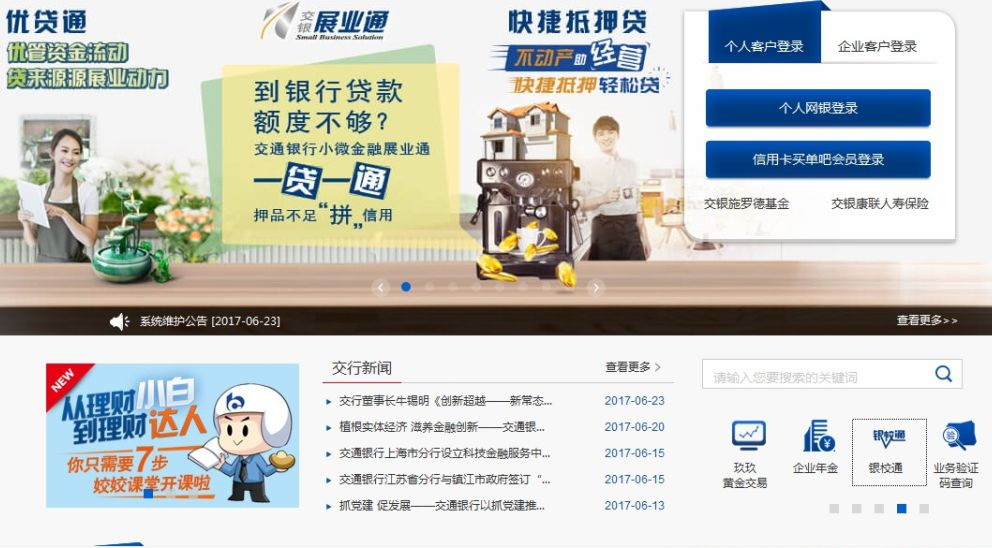 优贷通
优管资金流动
贷来源源展业动力
交银
展业通
Small Business Solution
到银行贷款
额度不够?
交通银行小微金融展业通
一贷一通
押品不足“拼”信用
快捷抵押贷
不动产助经营
快捷抵押轻松贷
个人客户登录
企业客户登录
个人网银登录
信用卡买单吧会员登录
交银施罗德基金
交银康联人寿保险
系统维护公告 [2017-06-23]
查看更多>>
NEW
从理财小白
到理财达人
你只需要7步
姣姣课堂开课啦
交行新闻
查看更多 >
交行董事长牛锡明《创新超越——新常态... 2017-06-23
植根实体经济 滋养金融创新——交通银... 2017-06-20
交通银行上海市分行设立科技金融服务中... 2017-06-15
交通银行江苏省分行与镇江市政府签订“... 2017-06-15
抓党建 促发展——交通银行以抓党建推... 2017-06-13
请输入您要搜索的关键词
玖玖
黄金交易
企业年金
银校通
银校通
验
业务验证
码查询